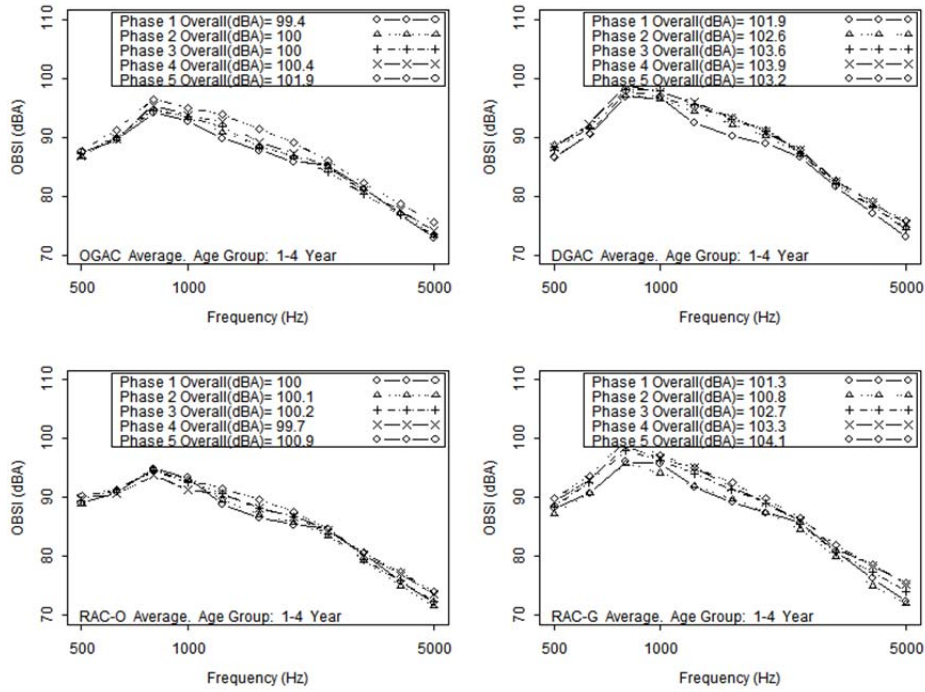 110
100
90
80
70
OBSI (dBA)
Phase 1 Overall(dBA)= 99.4
Phase 2 Overall(dBA)= 100
Phase 3 Overall(dBA)= 100
Phase 4 Overall(dBA)= 100.4
Phase 5 Overall(dBA)= 101.9
OGAC Average. Age Group: 1-4 Year
500
1000
5000
Frequency (Hz)
110
100
90
80
70
OBSI (dBA)
Phase 1 Overall(dBA)= 101.9
Phase 2 Overall(dBA)= 102.6
Phase 3 Overall(dBA)= 103.6
Phase 4 Overall(dBA)= 103.9
Phase 5 Overall(dBA)= 103.2
DGAC Average. Age Group: 1-4 Year
500
1000
5000
Frequency (Hz)
110
100
90
80
70
OBSI (dBA)
Phase 1 Overall(dBA)= 100
Phase 2 Overall(dBA)= 100.1
Phase 3 Overall(dBA)= 100.2
Phase 4 Overall(dBA)= 99.7
Phase 5 Overall(dBA)= 100.9
RAC-O Average. Age Group: 1-4 Year
500
1000
5000
Frequency (Hz)
110
100
90
80
70
OBSI (dBA)
Phase 1 Overall(dBA)= 101.3
Phase 2 Overall(dBA)= 100.8
Phase 3 Overall(dBA)= 102.7
Phase 4 Overall(dBA)= 103.3
Phase 5 Overall(dBA)= 104.1
RAC-G Average. Age Group: 1-4 Year
500
1000
5000
Frequency (Hz)